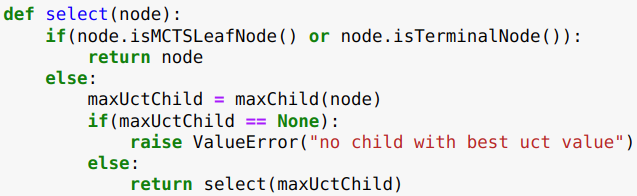 def select(node):
    if(node.isMCTSLeafNode() or node.isTerminalNode()):
        return node
    else:
        maxUctChild = maxChild(node)
        if(maxUctChild == None):
            raise ValueError("no child with best uct value")
        else:
            return select(maxUctChild)